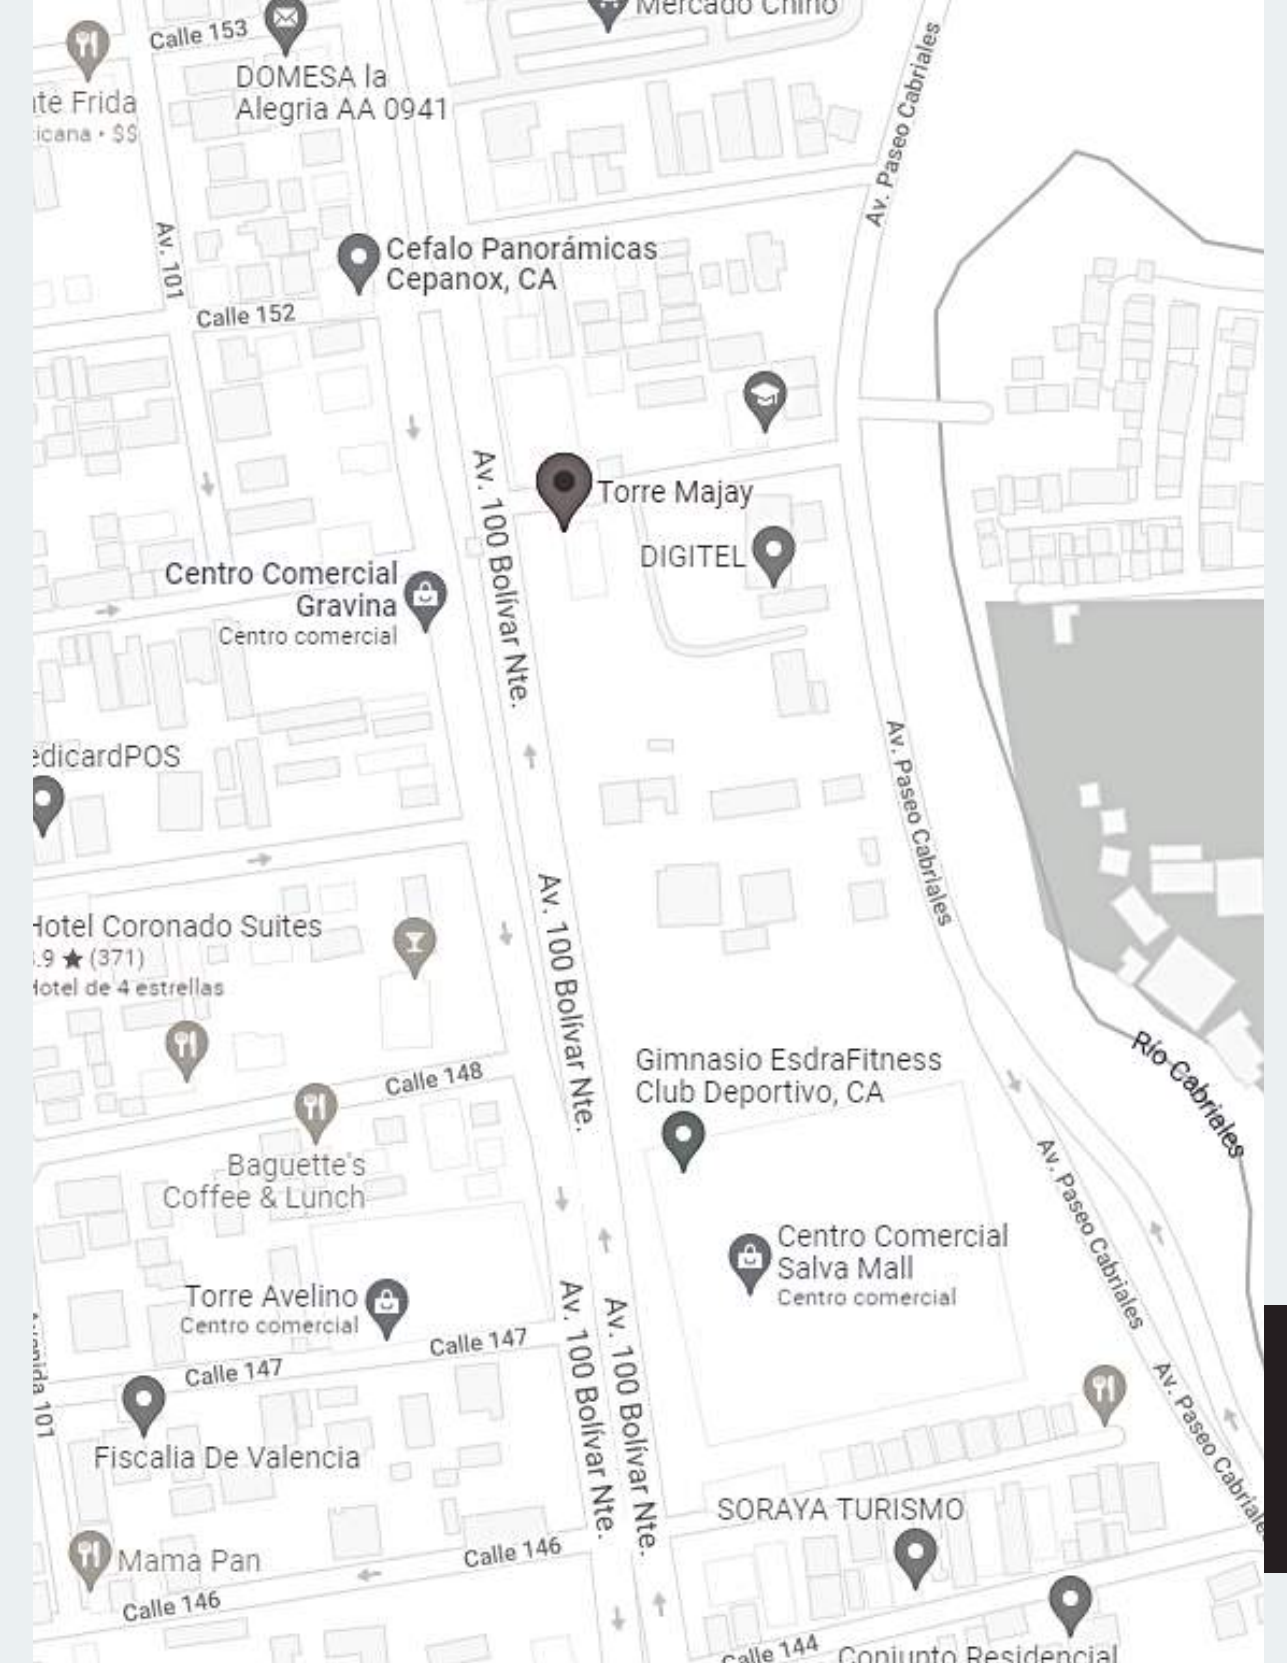 Mercado Chino
Calle 153
DOMESA la
Alegria AA 0941
Frida
$$
Av. Paseo Cabriales
Av. 101
Cefalo Panorámicas
Cepanox, CA
Calle 152
Torre Majay
Av. 100 Bolívar Nte.
DIGITEL
Centro Comercial
Gravina
Centro comercial
edicardPOS
Av. Paseo Cabriales
Av. 100 Bolívar Nte.
Hotel Coronado Suites
.9 ★ (371)
Hotel de 4 estrellas
Río Cabriales
Gimnasio EsdraFitness
Club Deportivo, CA
Calle 148
Baguette's
Coffee & Lunch
Av. Paseo Cabriales
Centro Comercial
Salva Mall
Centro comercial
Torre Avelino
Centro comercial
Calle 147
Calle 147
Av. 100 Bolívar Nte.
Av. 100 Bolívar Nte.
Av. Paseo Cabriales
101
Fiscalia De Valencia
SORAYA TURISMO
Calle 146
Mama Pan
Calle 146
Calle 144
Conjunto Residencial